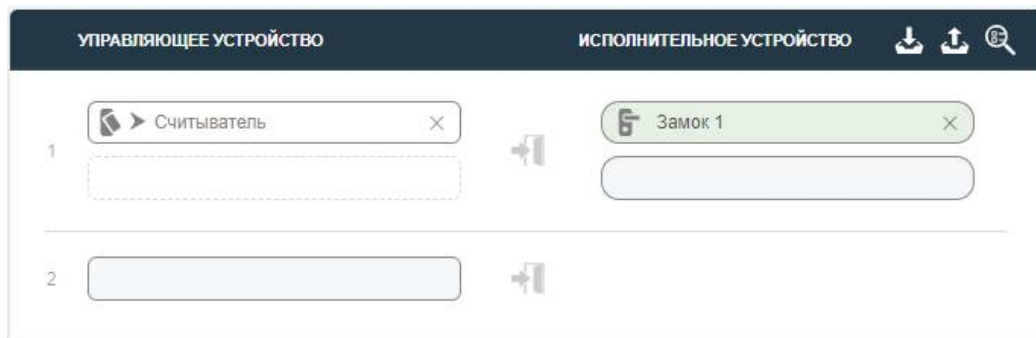 УПРАВЛЯЮЩЕЕ УСТРОЙСТВО ИСПОЛНИТЕЛЬНОЕ УСТРОЙСТВО
1 Считыватель Замок 1
2